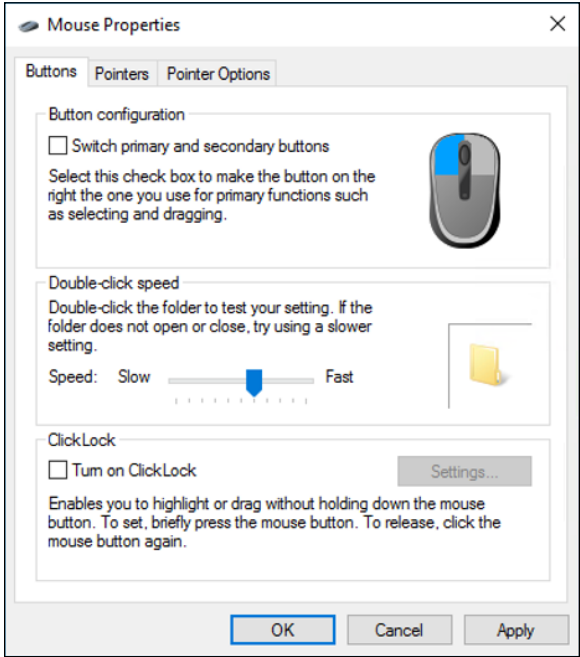 Mouse Properties
Buttons Pointers Pointer Options
Button configuration
Switch primary and secondary buttons
Select this check box to make the button on the
right the one you use for primary functions such
as selecting and dragging.
Double-click speed
Double-click the folder to test your setting. If the
folder does not open or close, try using a slower
setting.
Speed: Slow Fast
ClickLock
Turn on ClickLock Settings...
Enables you to highlight or drag without holding down the mouse
button. To set, briefly press the mouse button. To release, click the
mouse button again.
OK Cancel Apply